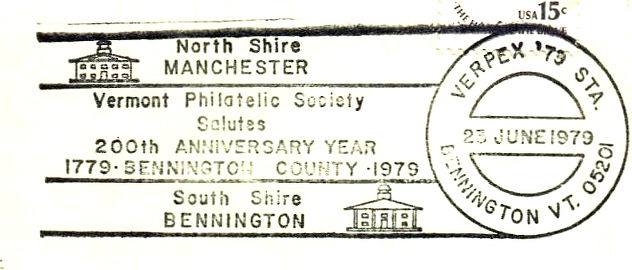 USA 15c
North Shire
MANCHESTER
Vermont Philatelic Society
Salutes
200th ANNIVERSARY YEAR
1779·BENNINGTON COUNTY·1979
South Shire
BENNINGTON
VERPEX '79 STA.
23 JUNE 1979
BENNINGTON VT. 05201